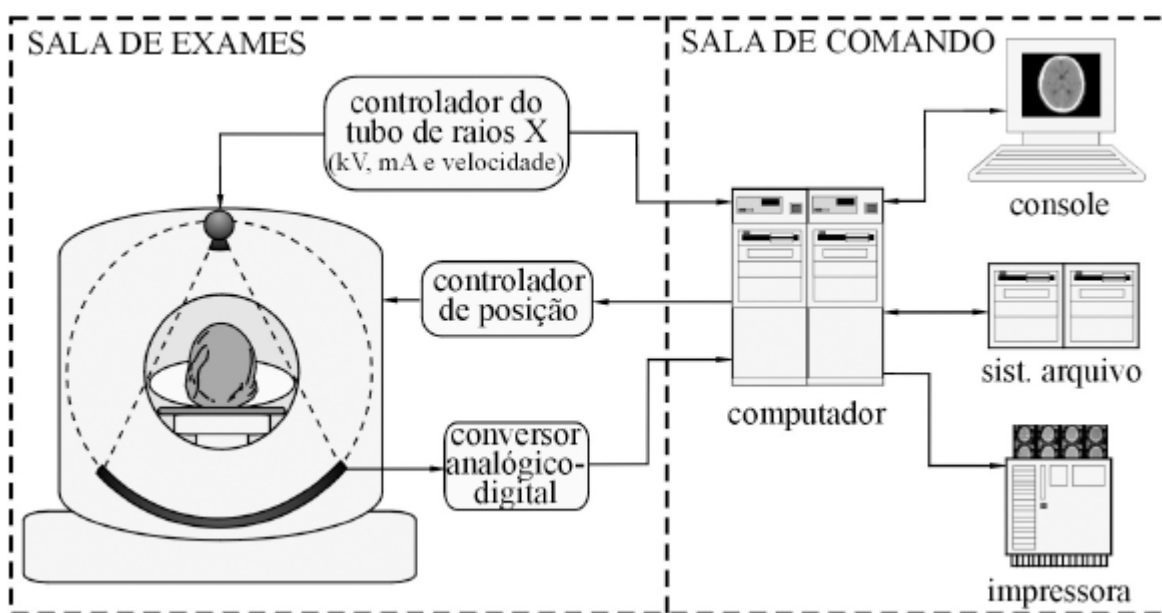 SALA DE EXAMES
controlador do
tubo de raios X
(kV, mA e velocidade)
controlador
de posição
conversor
analógico-
digital
SALA DE COMANDO
console
computador
sist. arquivo
impressora